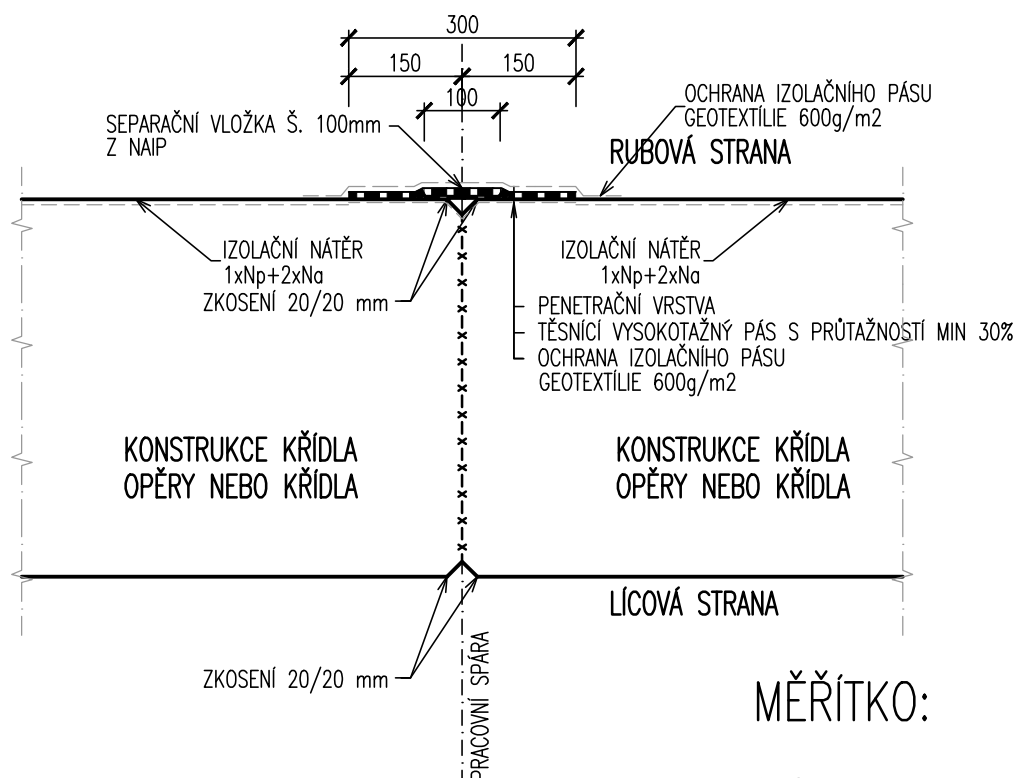 300
150
150
100
OCHRANA IZOLAČNÍHO PÁSU
GEOTEXTÍLIE 600g/m2
SEPARAČNÍ VLOŽKA Š. 100mm
Z NAIP
RUBOVÁ STRANA
IZOLAČNÍ NÁTĚR
1xNp+2xNa
IZOLAČNÍ NÁTĚR
1xNp+2xNa
ZKOSENÍ 20/20 mm
PENETRAČNÍ VRSTVA
TĚSNÍCÍ VYSOKOTAŽNÝ PÁS S PRŮTAŽNOSTÍ MIN 30%
OCHRANA IZOLAČNÍHO PÁSU
GEOTEXTÍLIE 600g/m2
KONSTRUKCE KŘÍDLA
OPĚRY NEBO KŘÍDLA
KONSTRUKCE KŘÍDLA
OPĚRY NEBO KŘÍDLA
LÍCOVÁ STRANA
ZKOSENÍ 20/20 mm
PRACOVNÍ SPÁRA
MĚŘÍTKO: